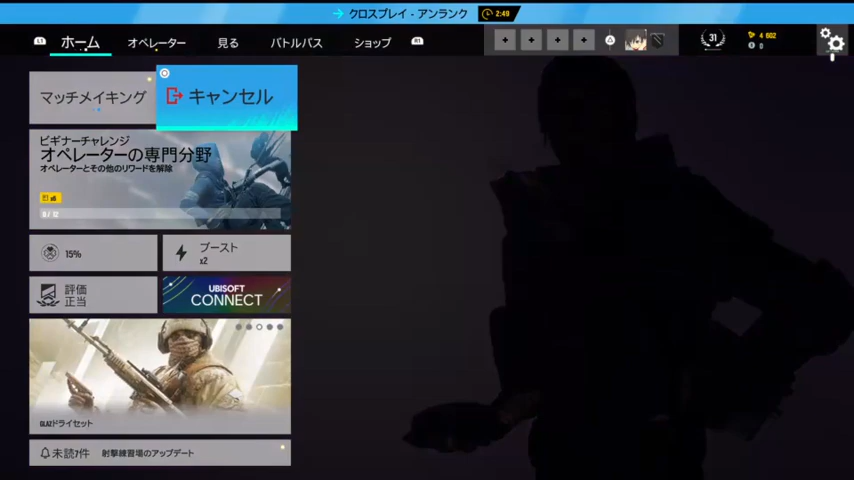 クロスプレイ - アンランク
2:49
L1
ホーム
オペレーター
見る
バトルパス
ショップ
R1
31
4 602
0
マッチメイキング
キャンセル
ビギナーチャレンジ
オペレーターの専門分野
オペレーターとその他のリワードを解除
x6
0 / 12
15%
ブースト
x2
評価
正当
UBISOFT
CONNECT
GLAZドライセット
未読7件
射撃練習場のアップデート